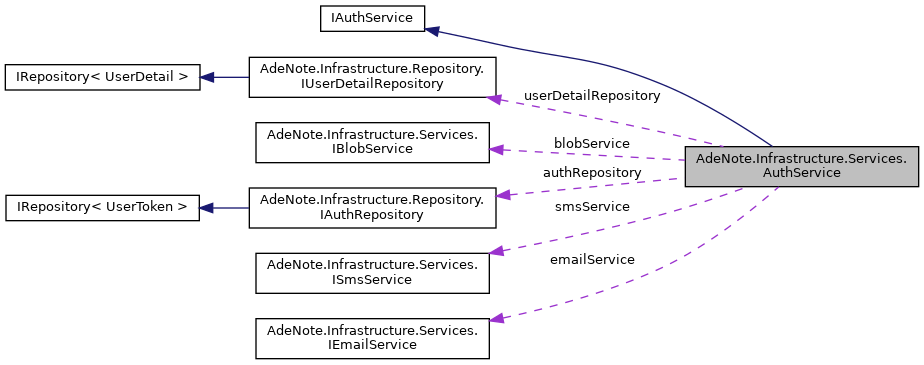 IAuthService
IRepository< UserDetail >
AdeNote.Infrastructure.Repository.
IUserDetailRepository
userDetailRepository
AdeNote.Infrastructure.Services.
IBlobService
blobService
AdeNote.Infrastructure.Services.
AuthService
authRepository
IRepository< UserToken >
AdeNote.Infrastructure.Repository.
IAuthRepository
smsService
AdeNote.Infrastructure.Services.
ISmsService
emailService
AdeNote.Infrastructure.Services.
IEmailService